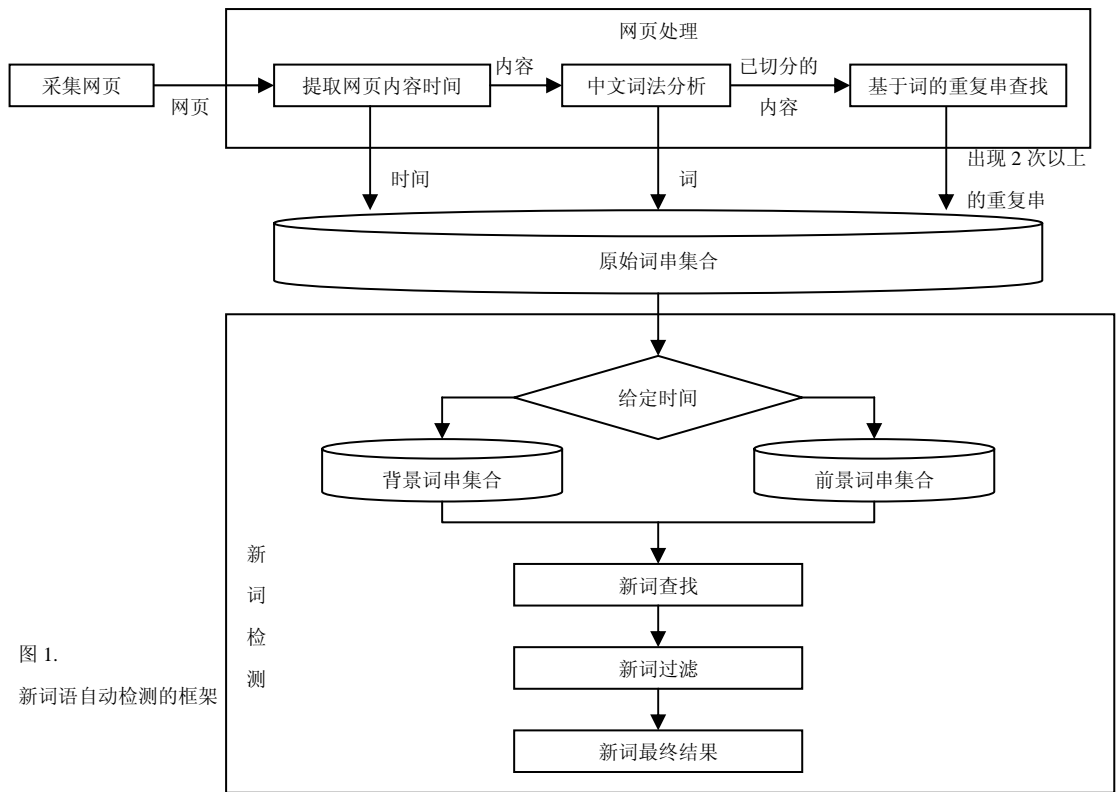 网页处理
采集网页
网页
提取网页内容时间
内容
中文词法分析
已切分的
内容
基于词的重复串查找
时间
词
出现 2 次以上
的重复串
原始词串集合
给定时间
背景词串集合
前景词串集合
新
词
检
测
新词查找
新词过滤
新词最终结果
图 1.
新词语自动检测的框架